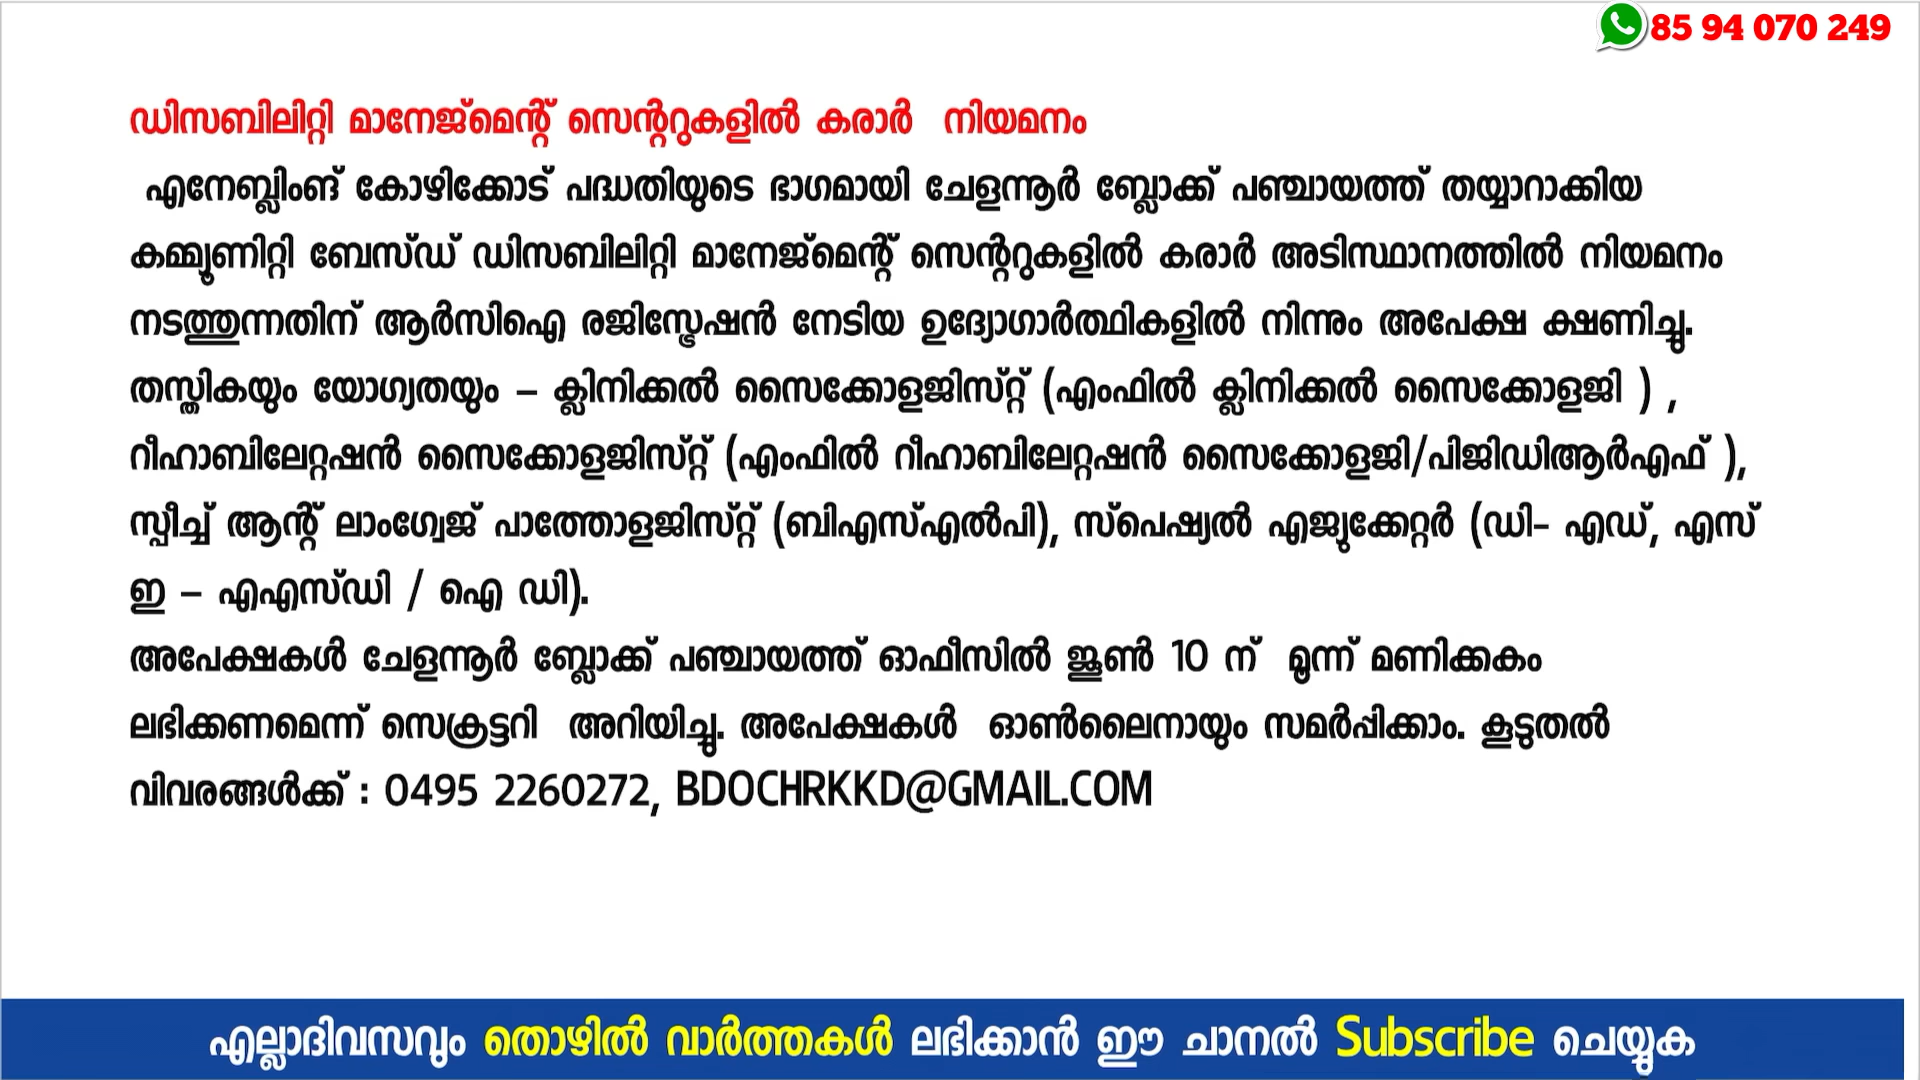 85 94 070 249
ഡിസബിലിറ്റി മാനേജ്മെന്റ് സെന്ററുകളിൽ കരാർ നിയമനം
എനേബ്ലിംങ് കോഴിക്കോട് പദ്ധതിയുടെ ഭാഗമായി ചേളന്നൂർ ബ്ലോക്ക് പഞ്ചായത്ത് തയ്യാറാക്കിയ
കമ്മ്യൂണിറ്റി ബേസ്ഡ് ഡിസബിലിറ്റി മാനേജ്മെന്റ് സെന്ററുകളിൽ കരാർ അടിസ്ഥാനത്തിൽ നിയമനം
നടത്തുന്നതിന് ആർസിഐ രജിസ്ട്രേഷൻ നേടിയ ഉദ്യോഗാർത്ഥികളിൽ നിന്നും അപേക്ഷ ക്ഷണിച്ചു.
തസ്തികയും യോഗ്യതയും – ക്ലിനിക്കൽ സൈക്കോളജിസ്റ്റ് (എംഫിൽ ക്ലിനിക്കൽ സൈക്കോളജി ) ,
റീഹാബിലേറ്റഷൻ സൈക്കോളജിസ്റ്റ് (എംഫിൽ റീഹാബിലേറ്റഷൻ സൈക്കോളജി/പിജിഡിആർഎഫ് ),
സ്പീച്ച് ആന്റ് ലാംഗ്വേജ് പാത്തോളജിസ്റ്റ് (ബിഎസ്എൽപി), സ്പെഷ്യൽ എജ്യുക്കേറ്റർ (ഡി– എഡ്, എസ്
ഇ – എഎസ്ഡി / ഐ ഡി).
അപേക്ഷകൾ ചേളന്നൂർ ബ്ലോക്ക് പഞ്ചായത്ത് ഓഫീസിൽ ജൂൺ 10 ന് മൂന്ന് മണിക്കകം
ലഭിക്കണമെന്ന് സെക്രട്ടറി അറിയിച്ചു. അപേക്ഷകൾ ഓൺലൈനായും സമർപ്പിക്കാം. കൂടുതൽ
വിവരങ്ങൾക്ക് : 0495 2260272, BDOCHRKKD@GMAIL.COM
എല്ലാദിവസവും തൊഴിൽ വാർത്തകൾ ലഭിക്കാൻ ഈ ചാനൽ Subscribe ചെയ്യുക